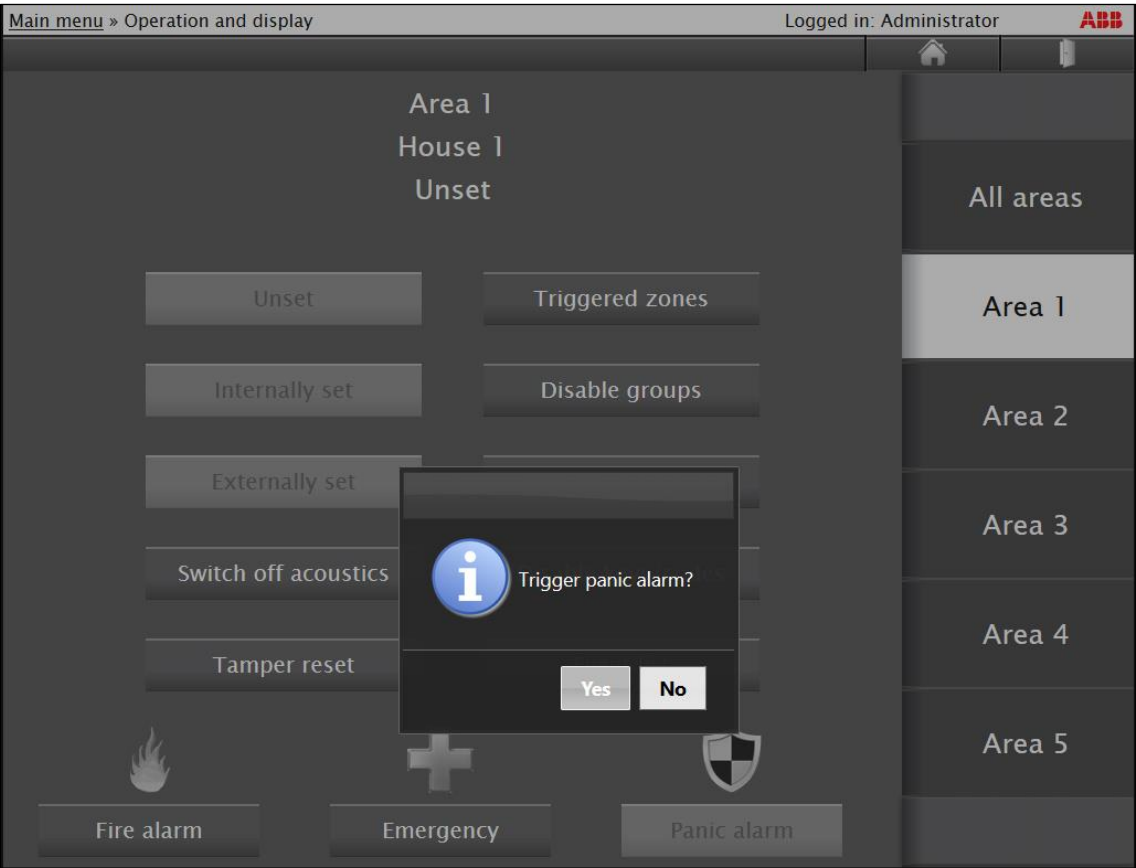 Main menu » Operation and display
Logged in: Administrator
ABB
Area 1
House 1
Unset
All areas
Unset
Triggered zones
Area 1
Internally set
Disable groups
Area 2
Externally set
Area 3
Switch off acoustics
i
Trigger panic alarm?
Area 4
Tamper reset
Yes
No
Area 5
Fire alarm
Emergency
Panic alarm